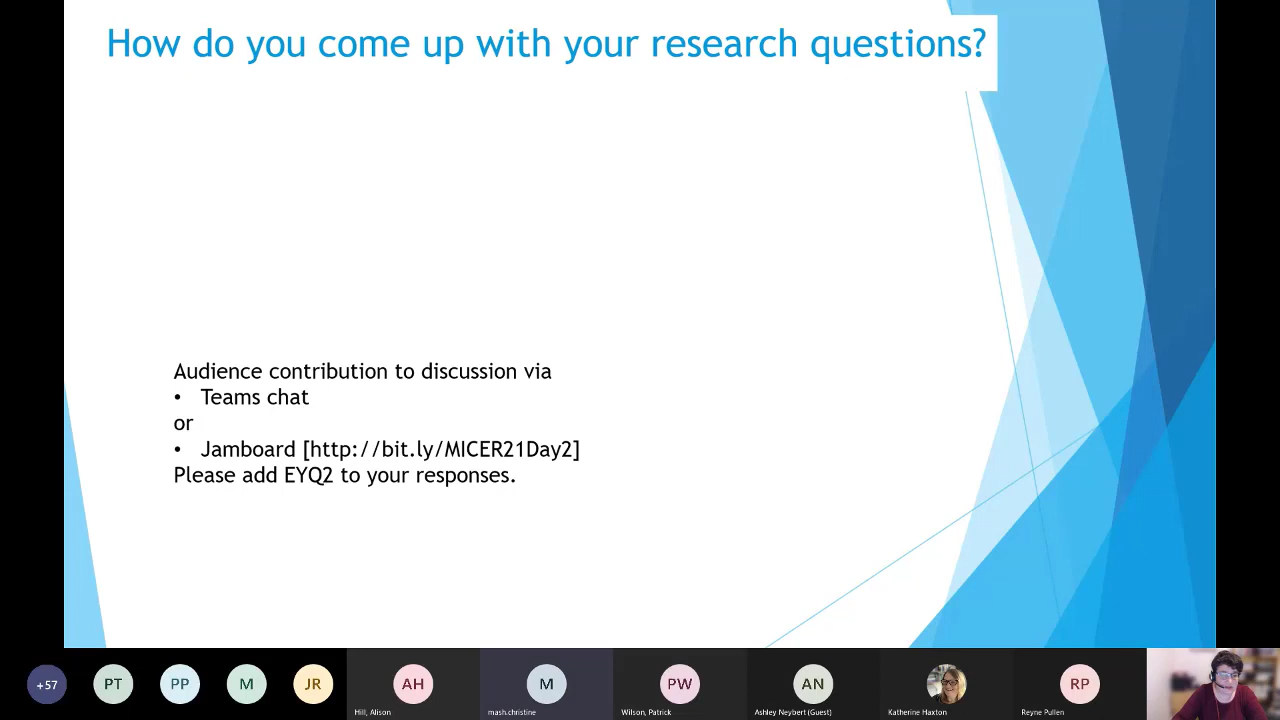 How do you come up with your research questions?
Audience contribution to discussion via
• Teams chat
or
• Jamboard [http://bit.ly/MICER21Day2]
Please add EYQ2 to your responses.
+57
PT
PP
M
JR
AH
M
PW
AN
RP
Hill, Alison
mash.christine
Wilson, Patrick
Ashley Neybert (Guest)
Katherine Haxton
Reyne Pullen